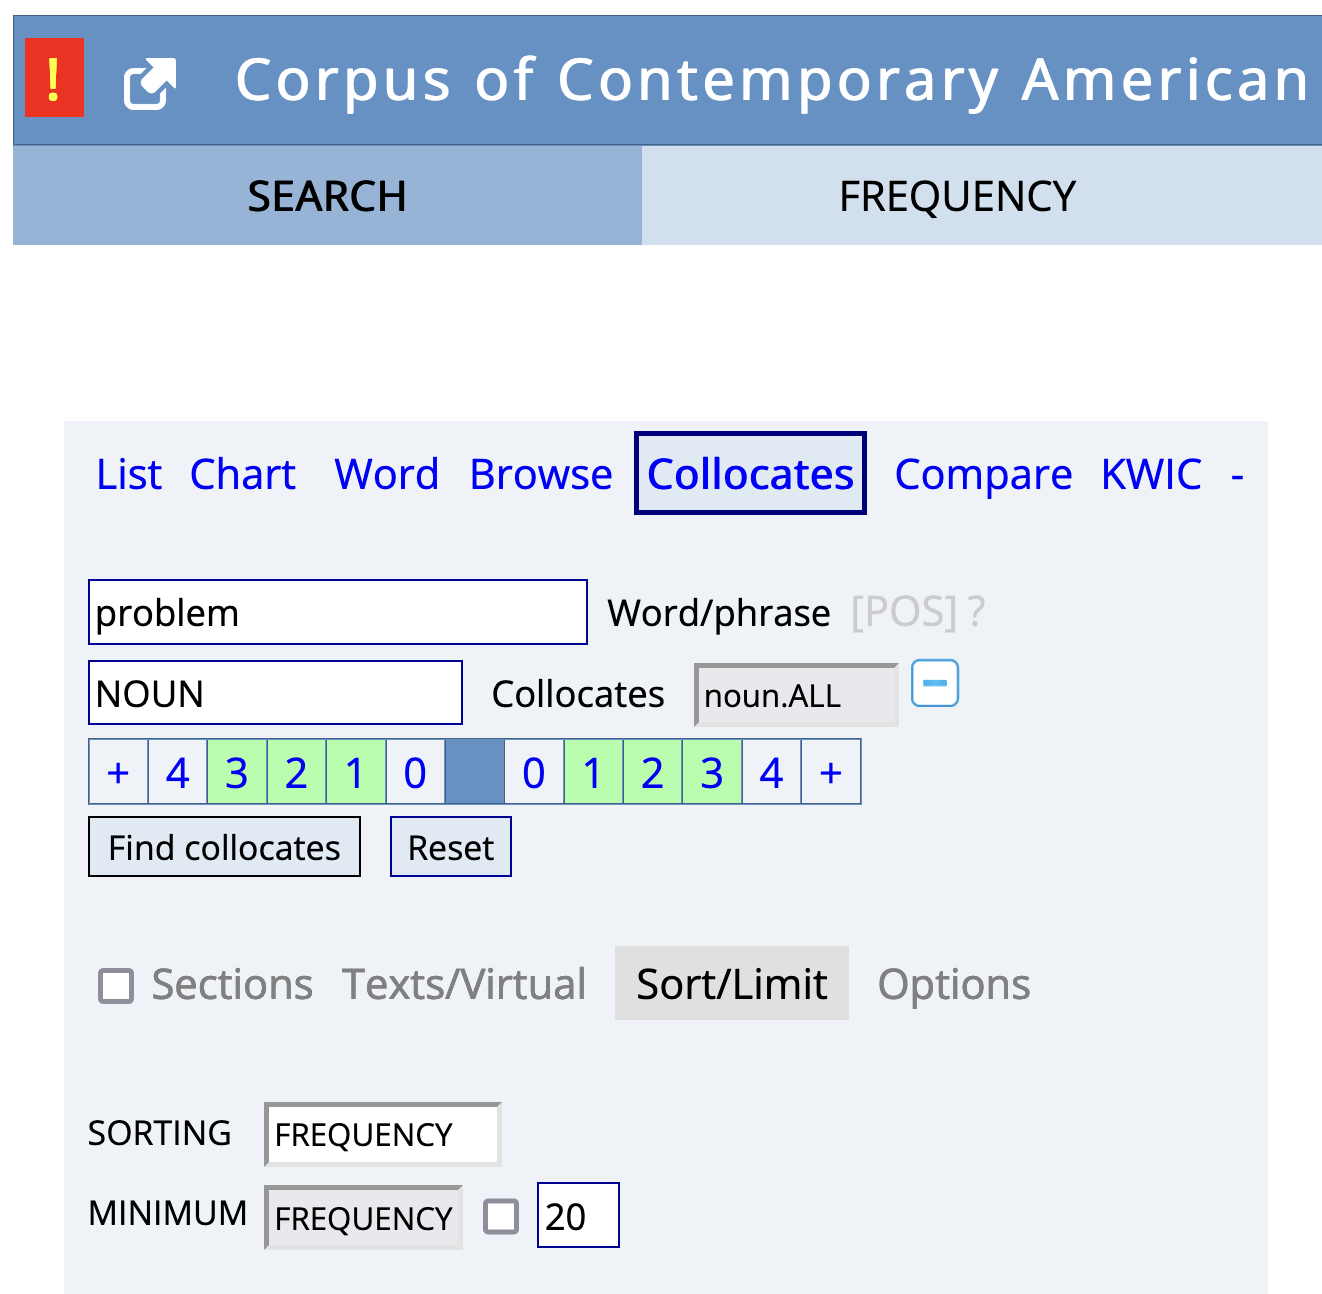 ! Corpus of Contemporary American
SEARCH FREQUENCY
List Chart Word Browse Collocates Compare KWIC -
problem Word/phrase [POS] ?
NOUN Collocates noun.ALL
+ 4 3 2 1 0 0 1 2 3 4 +
Find collocates Reset
Sections Texts/Virtual Sort/Limit Options
SORTING FREQUENCY
MINIMUM FREQUENCY 20